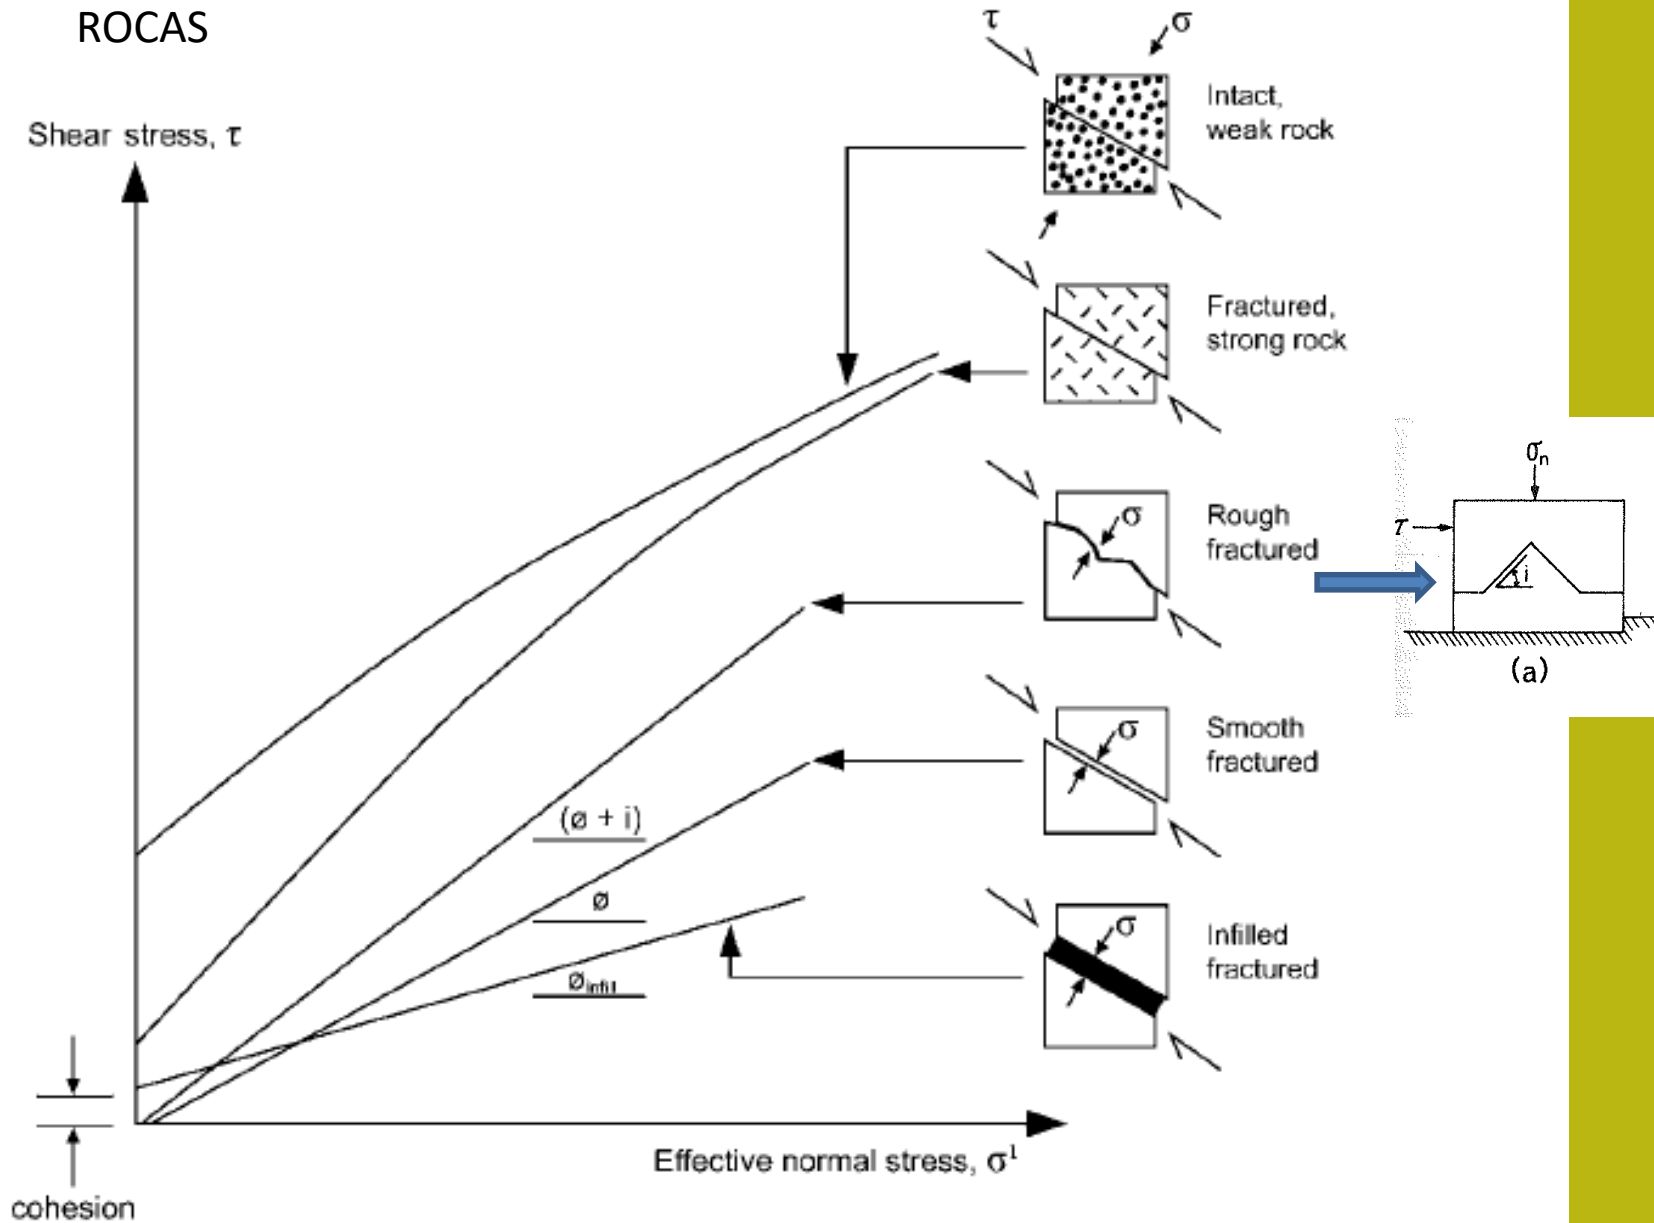 ROCAS
Shear stress, τ
τ
σ
Intact,
weak rock
Fractured,
strong rock
σ
Rough
fractured
σn
τ
i
(a)
σ
Smooth
fractured
(ø + i)
ø
øinfill
σ
Infilled
fractured
Effective normal stress, σ¹
cohesion